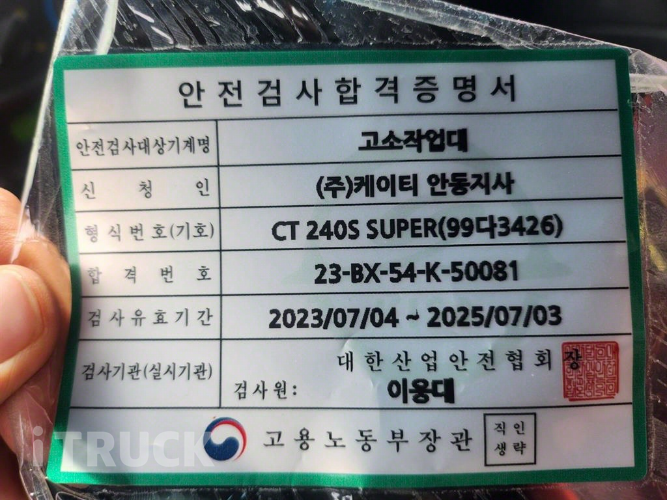 안전검사합격증명서
안전검사대상기계명 고소작업대
신청인 (주)케이티 안동지사
형식번호(기호) CT 240S SUPER(99다3426)
합격번호 23-BX-54-K-50081
검사유효기간 2023/07/04 ~ 2025/07/03
검사기관(실시기관) 대한산업안전협회장
검사원: 이용대
고용노동부장관 직인생략
iTRUCK